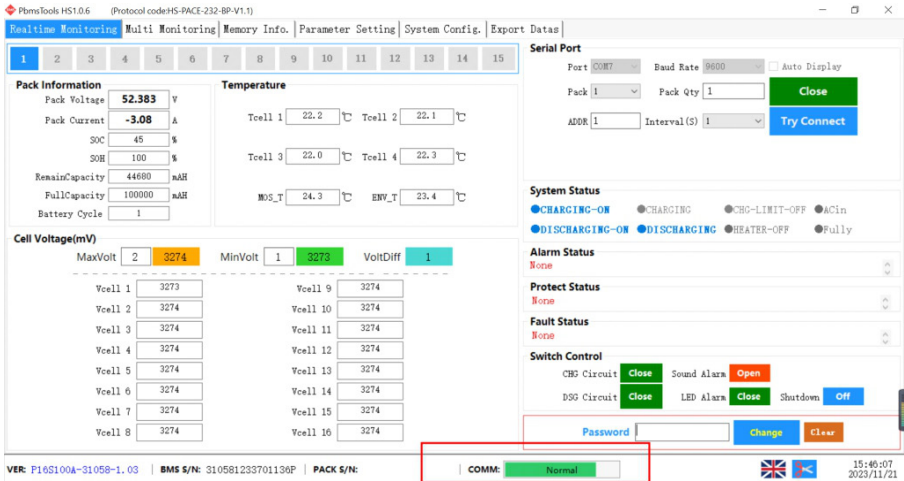 PbmsTools HS1.0.6 (Protocol code:HS-PACE-232-BP-V1.1)
Realtime Monitoring Multi Monitoring Memory Info. Parameter Setting System Config. Export Datas
1 2 3 4 5 6 7 8 9 10 11 12 13 14 15
Pack Information
Pack Voltage 52.383 V
Pack Current -3.08 A
SOC 45 %
SOH 100 %
RemainCapacity 44680 mAH
FullCapacity 100000 mAH
Battery Cycle 1
Temperature
Tcell 1 22.2 ℃ Tcell 2 22.1 ℃
Tcell 3 22.0 ℃ Tcell 4 22.3 ℃
MOS_T 24.3 ℃ ENV_T 23.4 ℃
Cell Voltage(mV)
MaxVolt 2 3274 MinVolt 1 3273 VoltDiff 1
Vcell 1 3273 Vcell 9 3274
Vcell 2 3274 Vcell 10 3274
Vcell 3 3274 Vcell 11 3274
Vcell 4 3274 Vcell 12 3274
Vcell 5 3274 Vcell 13 3274
Vcell 6 3274 Vcell 14 3274
Vcell 7 3274 Vcell 15 3274
Vcell 8 3274 Vcell 16 3274
Serial Port
Port COM7 Baud Rate 9600 Auto Display
Pack 1 Pack Qty 1 Close
ADDR 1 Interval(S) 1 Try Connect
System Status
CHARGING-ON CHARGING CHG-LIMIT-OFF ACin
DISCHARGING-ON DISCHARGING HEATER-OFF Fully
Alarm Status
None
Protect Status
None
Fault Status
None
Switch Control
CHG Circuit Close Sound Alarm Open
DSG Circuit Close LED Alarm Close Shutdown Off
Password Change Clear
VER: P16S100A-31058-1.03 BMS S/N: 310581233701136P PACK S/N: COMM: Normal
15:46:07
2023/11/21